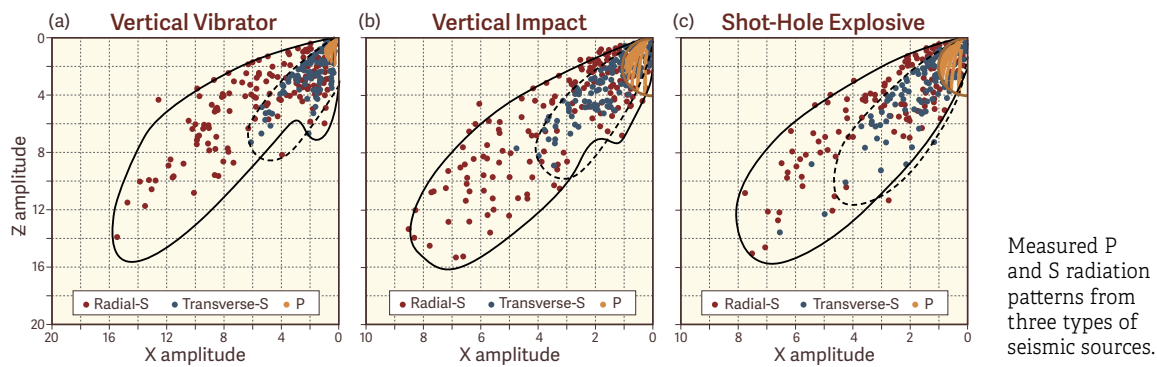 (a) Vertical Vibrator
(b) Vertical Impact
(c) Shot-Hole Explosive
Z amplitude
0
4
8
12
16
20
Radial-S Transverse-S P
20 16 12 8 4 0
X amplitude
Radial-S Transverse-S P
10 8 6 4 2 0
X amplitude
Radial-S Transverse-S P
10 8 6 4 2 0
X amplitude
Measured P
and S radiation
patterns from
three types of
seismic sources.